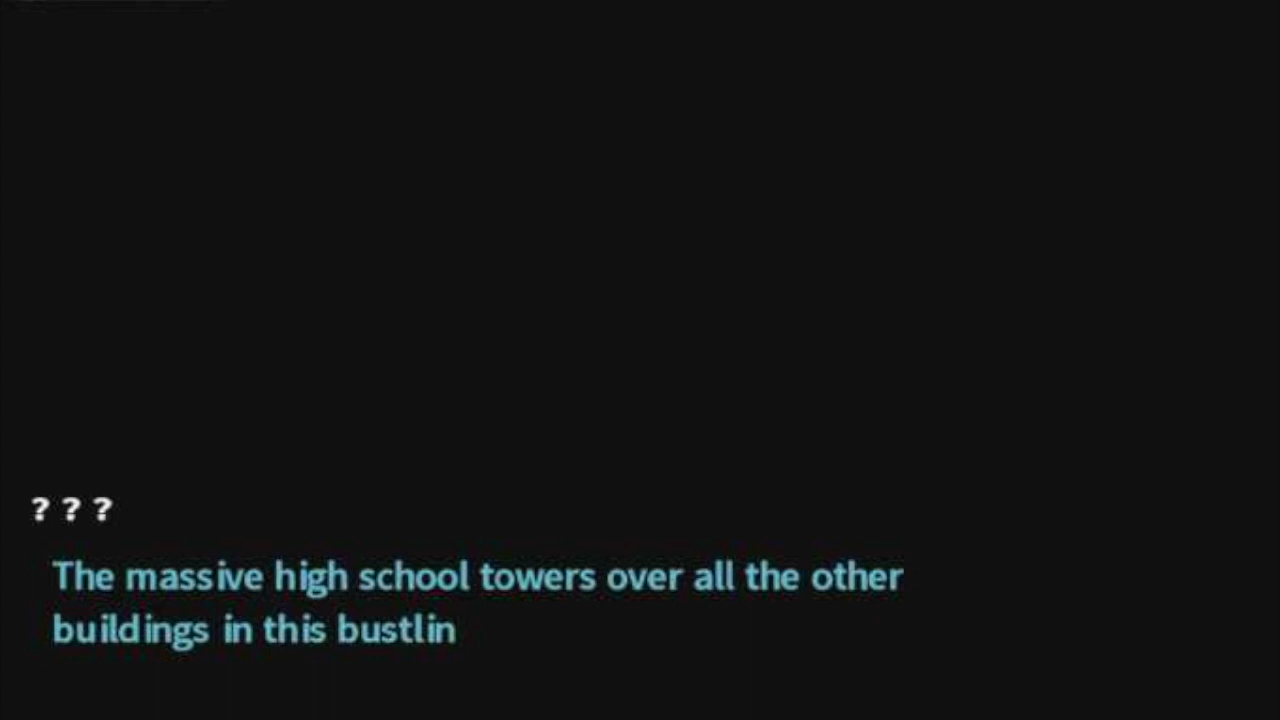 ? ? ?
The massive high school towers over all the other
buildings in this bustlin